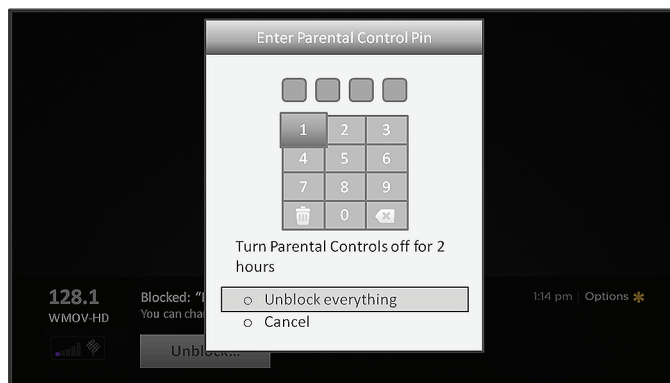 Enter Parental Control Pin
1 2 3
4 5 6
7 8 9
0
Turn Parental Controls off for 2
hours
Unblock everything
Cancel
128.1
WMOV-HD
Blocked: “
You can
Unblock...
1:14 pm | Options